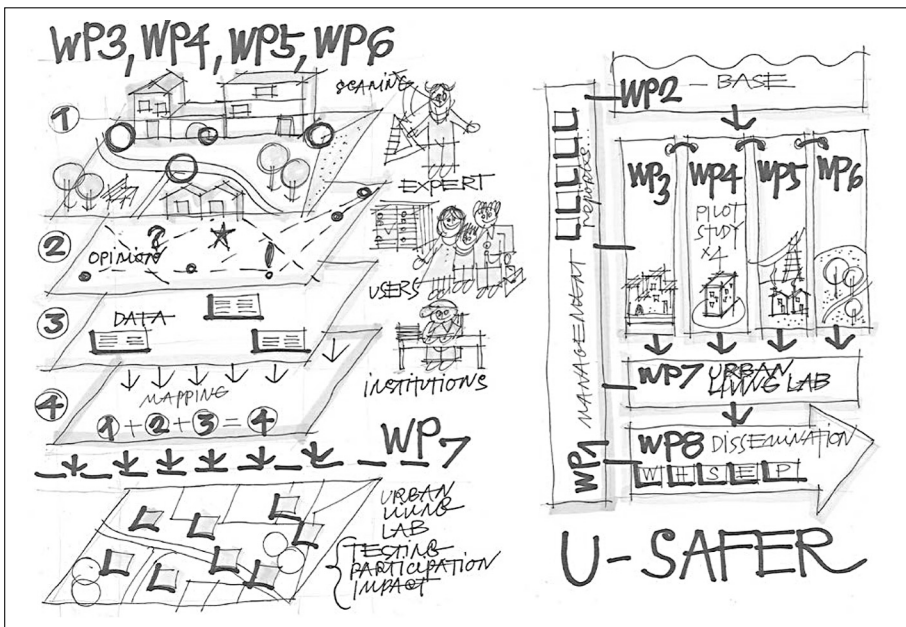 WP3, WP4, WP5, WP6
1
SCANING
EXPERT
2
OPINION
?
!
USERS
3
DATA
INSTITUTIONS
4
MAPPING
1 + 2 + 3 = 4
WP7
URBAN
LIVING
LAB
TESTING
PARTICIPATION
IMPACT
WP1 MANAGEMENT
WP2 – BASE
WP3
WP4
PILOT
STUDY
x4
WP5
WP6
WP7 URBAN
LIVING LAB
WP8 DISSEMINATION
W H S E P
U-SAFER